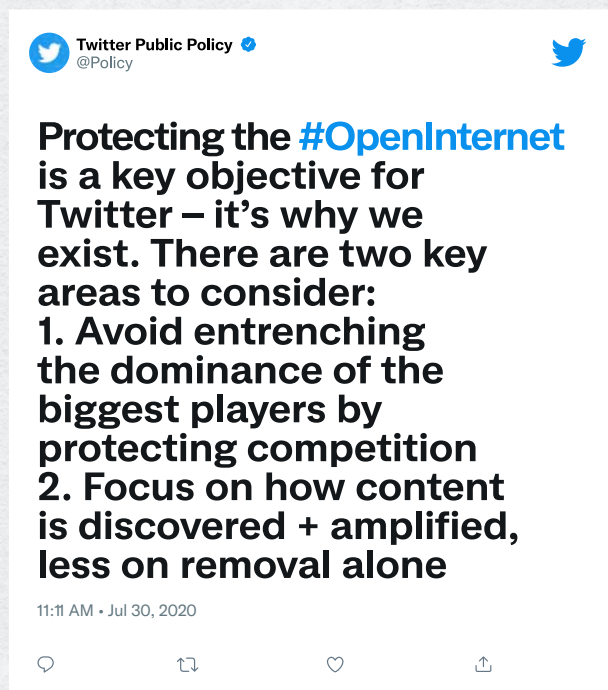 Twitter Public Policy
@Policy
Protecting the #OpenInternet
is a key objective for
Twitter – it’s why we
exist. There are two key
areas to consider:
1. Avoid entrenching
the dominance of the
biggest players by
protecting competition
2. Focus on how content
is discovered + amplified,
less on removal alone
11:11 AM • Jul 30, 2020